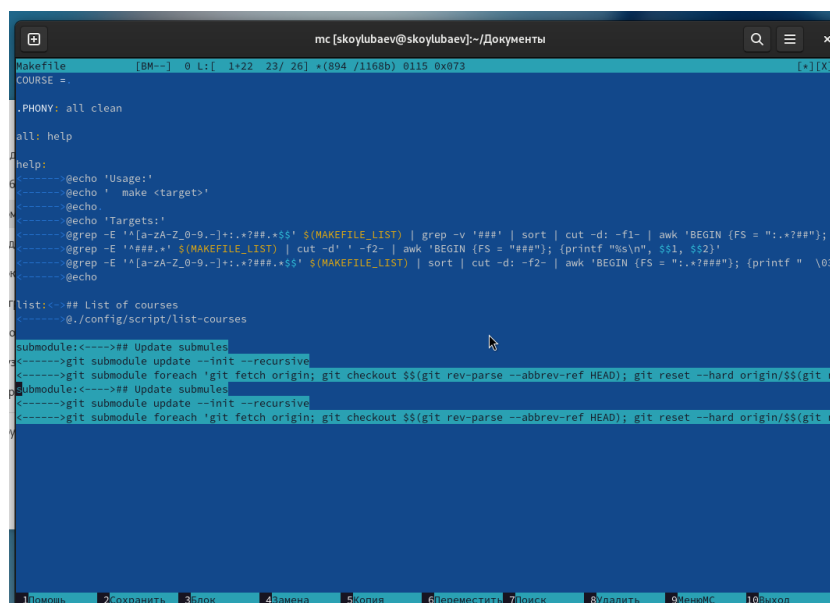 mc [skoylubaev@skoylubaev]:~/Документы
Makefile [BM--] 0 L:[ 1+22 23/ 26] *(894 /1168b) 0115 0x073 [*][X]
COURSE =.
.PHONY: all clean
all: help
help:
<------>@echo 'Usage:'
<------>@echo '  make <target>'
<------>@echo.
<------>@echo 'Targets:'
<------>@grep -E '^[a-zA-Z_0-9.-]+:.*?##.*$$' $(MAKEFILE_LIST) | grep -v '###' | sort | cut -d: -f1- | awk 'BEGIN {FS = ":.*?##"};
<------>@grep -E '^###.*' $(MAKEFILE_LIST) | cut -d' ' -f2- | awk 'BEGIN {FS = "###"}; {printf "%s\n", $$1, $$2}'
<------>@grep -E '^[a-zA-Z_0-9.-]+:.*?###.*$$' $(MAKEFILE_LIST) | sort | cut -d: -f2- | awk 'BEGIN {FS = ":.*?###"}; {printf "  \03
<------>@echo
list:<->## List of courses
<------>@./config/script/list-courses
submodule:<---->## Update submules
<------>git submodule update --init --recursive
<------>git submodule foreach 'git fetch origin; git checkout $$(git rev-parse --abbrev-ref HEAD); git reset --hard origin/$$(git r
submodule:<---->## Update submules
<------>git submodule update --init --recursive
<------>git submodule foreach 'git fetch origin; git checkout $$(git rev-parse --abbrev-ref HEAD); git reset --hard origin/$$(git r
1Помощь 2Сохранить 3Блок 4Замена 5Копия 6Переместить 7Поиск 8Удалить 9МенюMC 10Выход